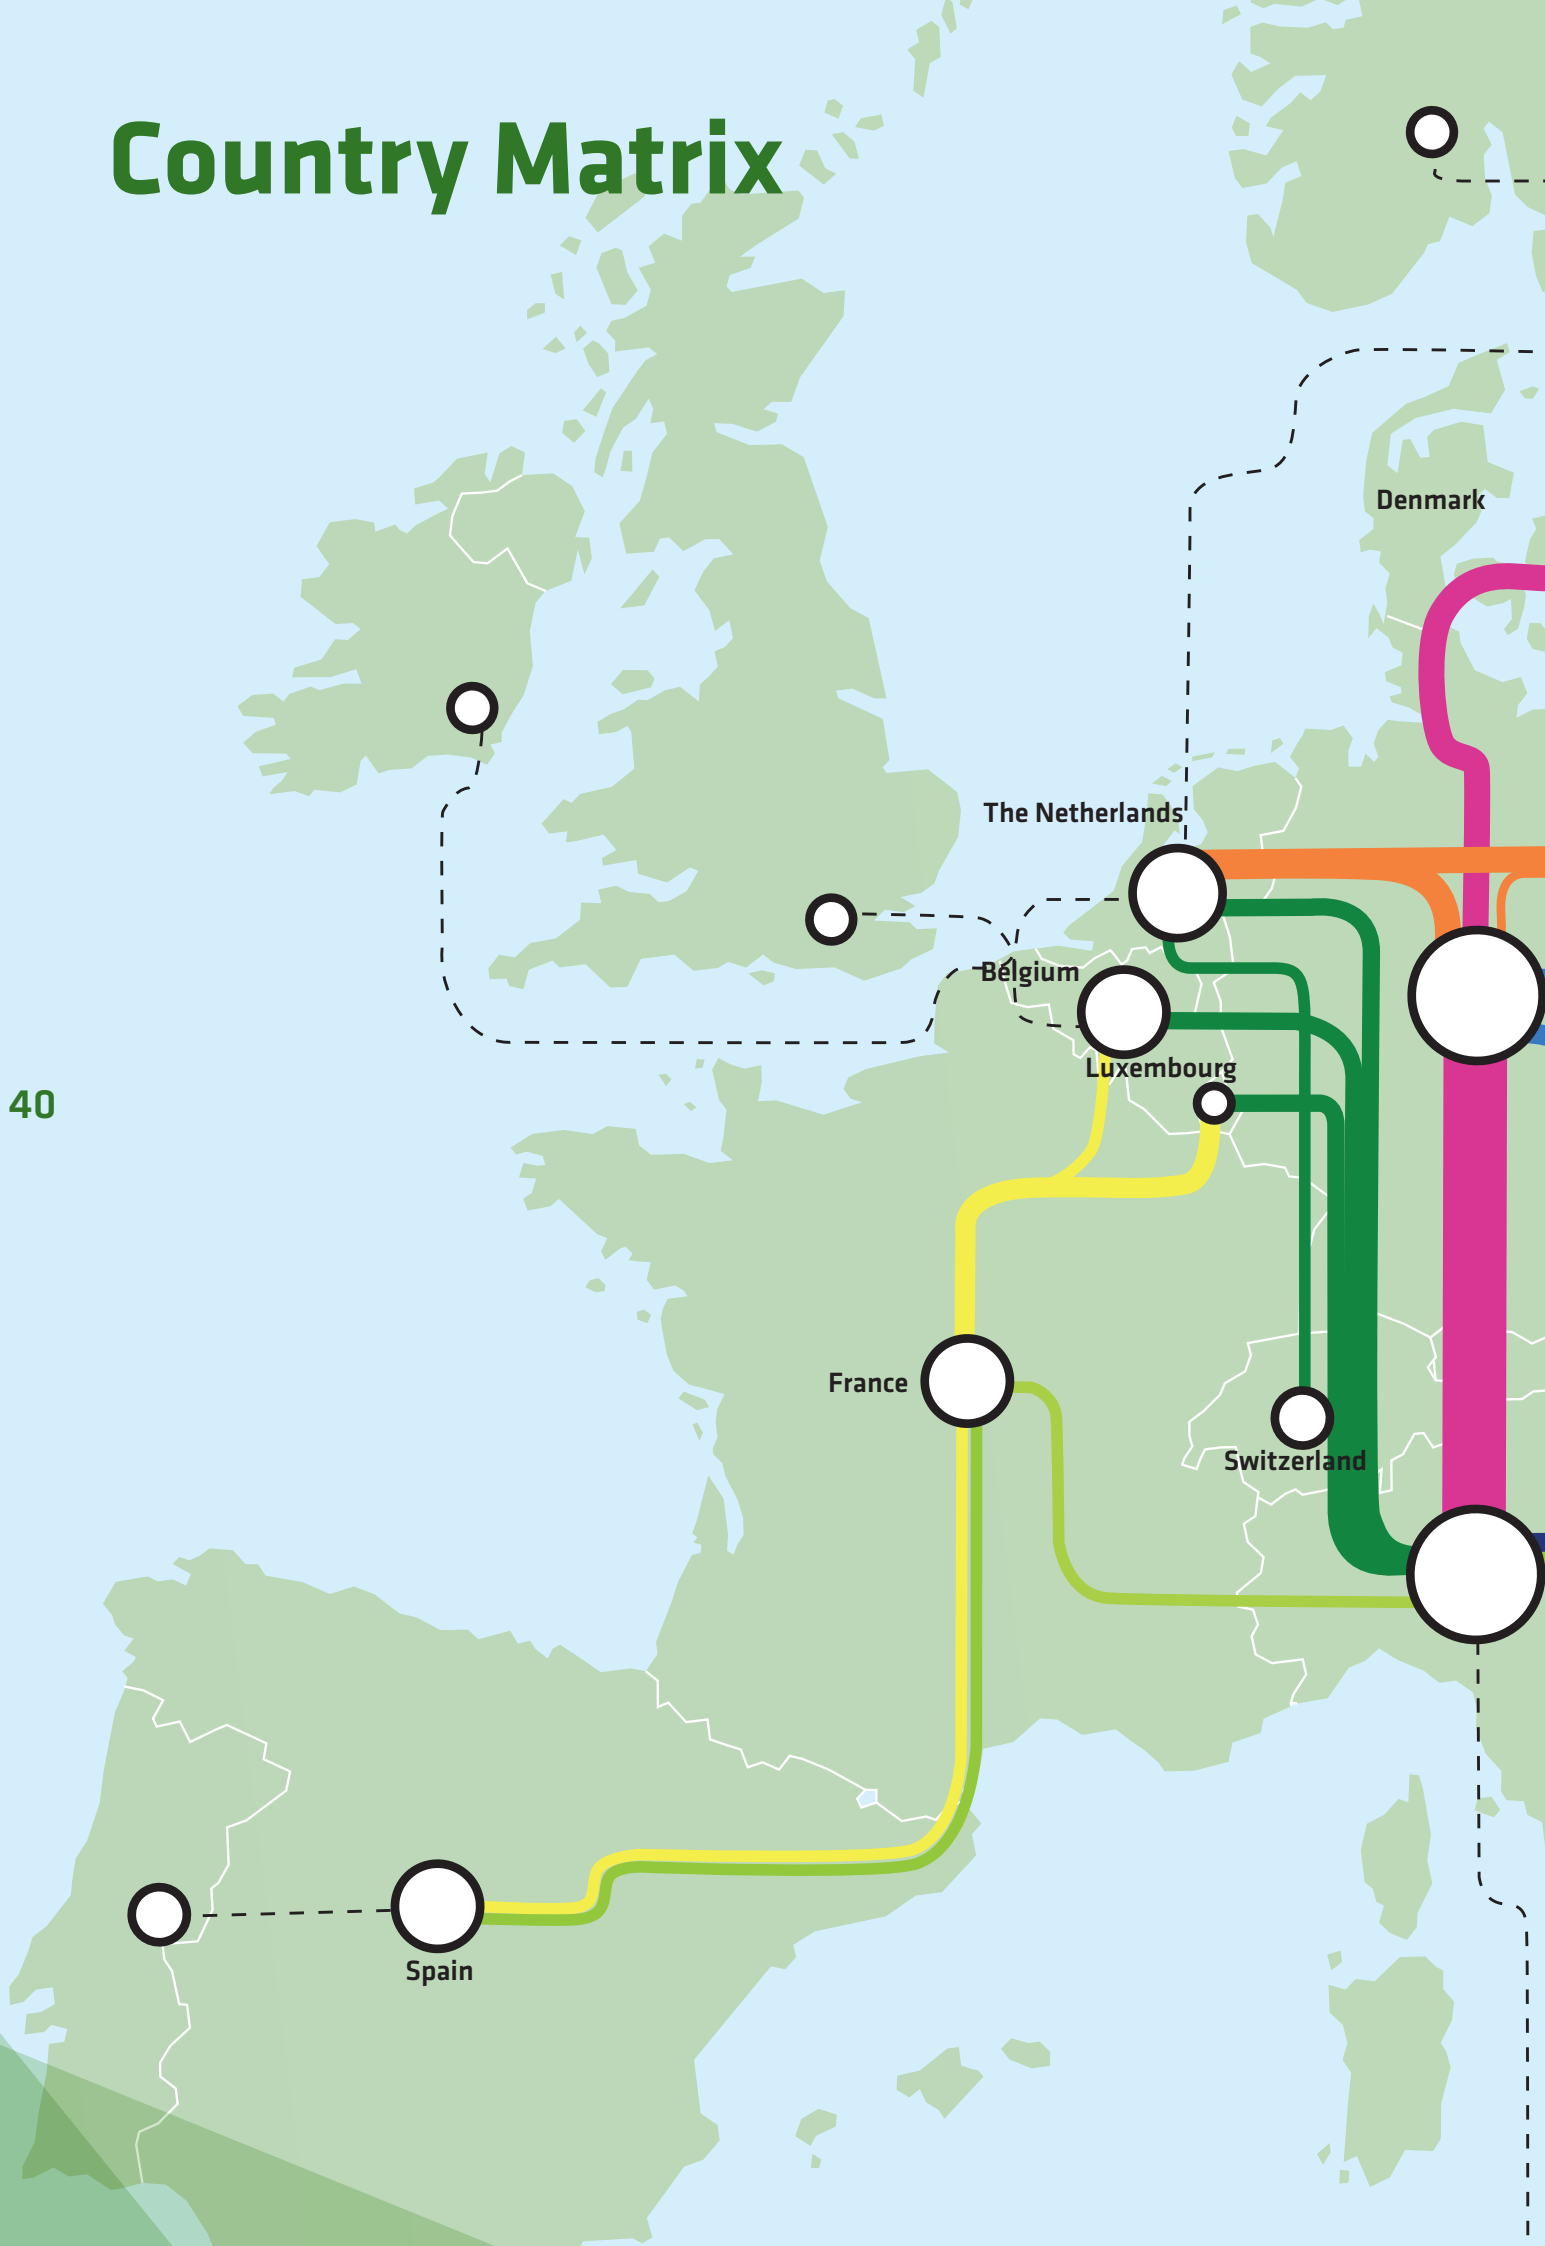 Country Matrix
Denmark
The Netherlands
Belgium
Luxembourg
40
France
Switzerland
Spain